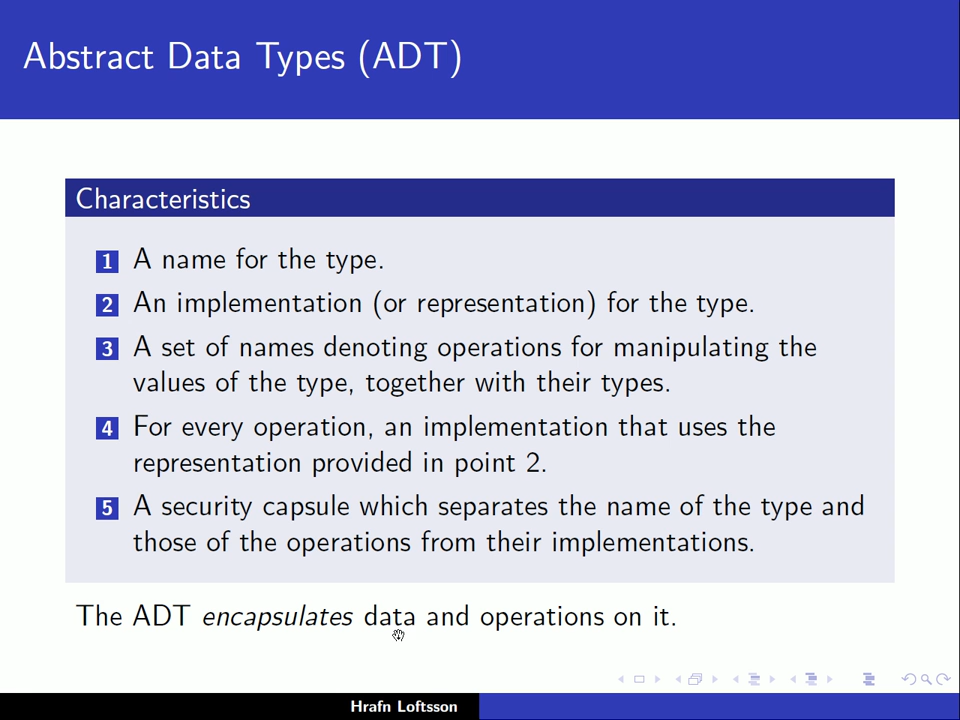 Abstract Data Types (ADT)
Characteristics
1 A name for the type.
2 An implementation (or representation) for the type.
3 A set of names denoting operations for manipulating the
values of the type, together with their types.
4 For every operation, an implementation that uses the
representation provided in point 2.
5 A security capsule which separates the name of the type and
those of the operations from their implementations.
The ADT encapsulates data and operations on it.
Hrafn Loftsson